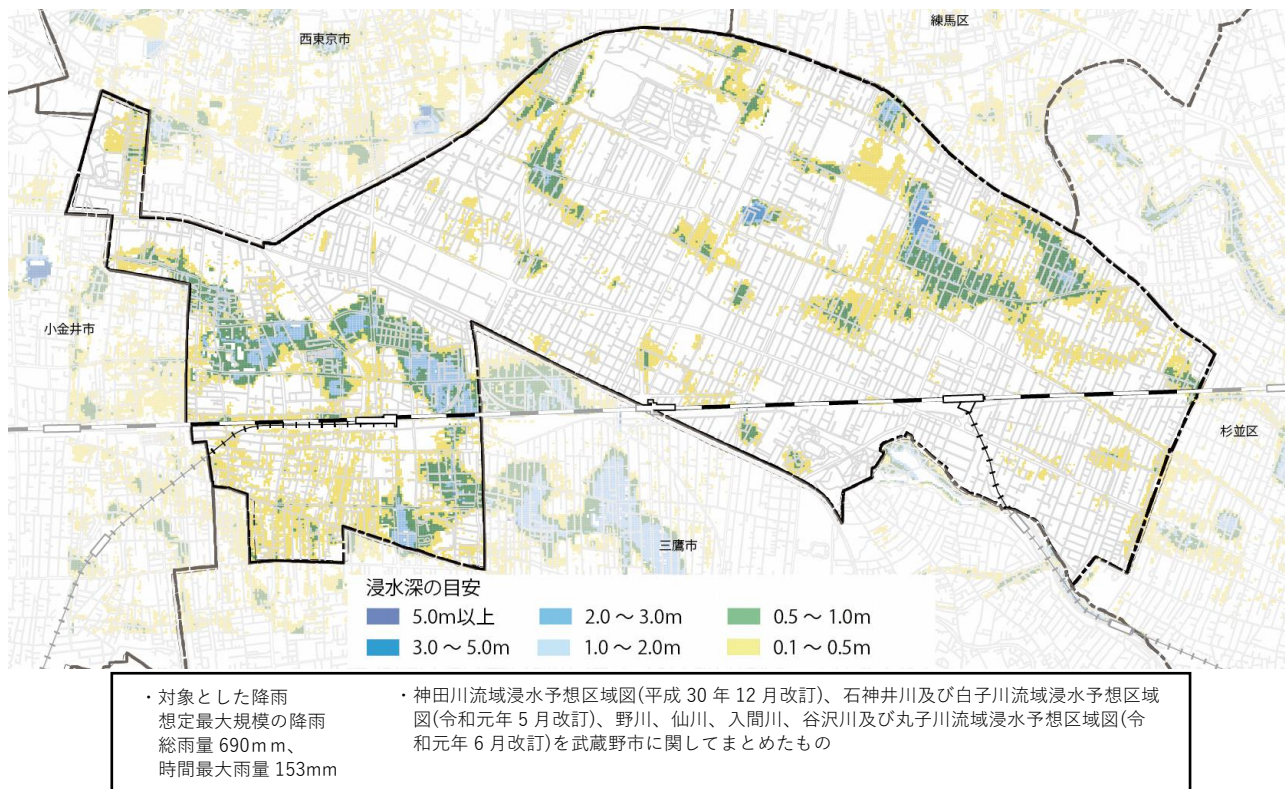 練馬区
西東京市
小金井市
杉並区
三鷹市
浸水深の目安
5.0m以上
2.0～3.0m
0.5～1.0m
3.0～5.0m
1.0～2.0m
0.1～0.5m
・対象とした降雨
想定最大規模の降雨
総雨量 690mm、
時間最大雨量 153mm
・神田川流域浸水予想区域図(平成 30 年 12 月改訂)、石神井川及び白子川流域浸水予想区域
図(令和元年 5 月改訂)、野川、仙川、入間川、谷沢川及び丸子川流域浸水予想区域図(令
和元年 6 月改訂)を武蔵野市に関してまとめたもの